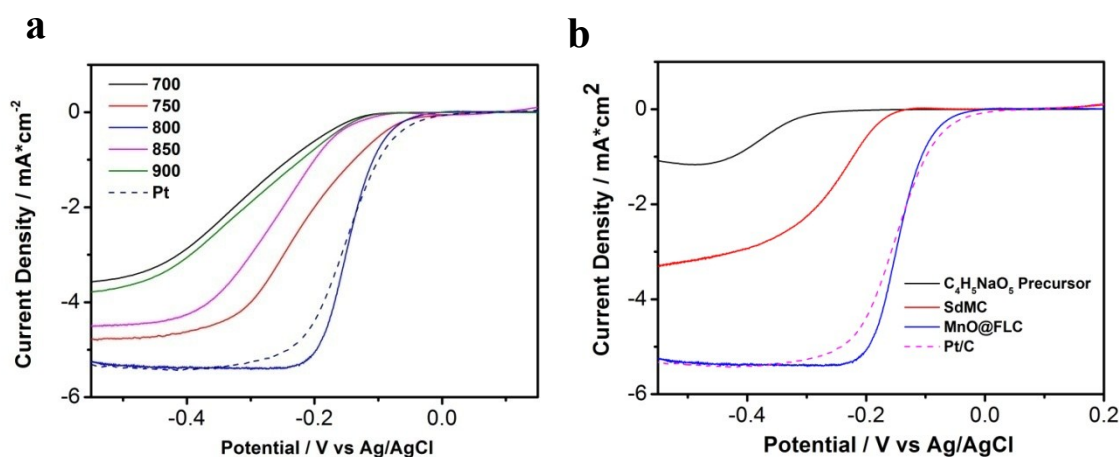 a
700
750
800
850
900
Pt
0
-2
-4
-6
-0.4
-0.2
0.0
Current Density / mA*cm-2
Potential / V vs Ag/AgCl
b
0
-2
-4
-6
-0.4
-0.2
0.0
0.2
Current Density / mA*cm2
C4H5NaO5 Precursor
SdMC
MnO@FLC
Pt/C
Potential / V vs Ag/AgCl